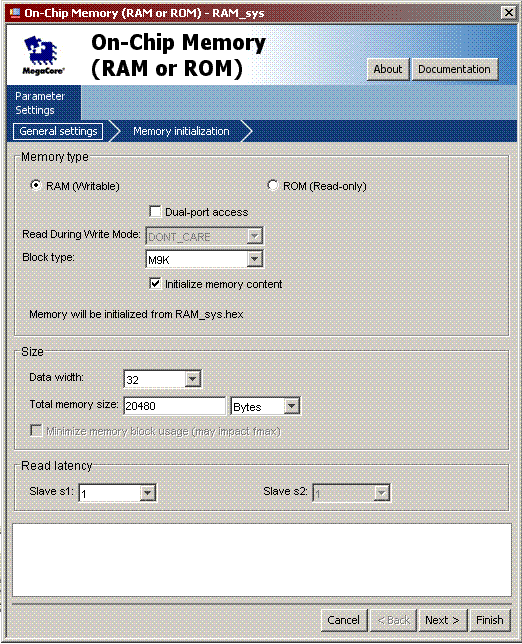 On-Chip Memory (RAM or ROM) - RAM_sys
MegaCore®
On-Chip Memory
(RAM or ROM)
About
Documentation
Parameter
Settings
General settings
Memory initialization
Memory type
RAM (Writable)
ROM (Read-only)
Dual-port access
Read During Write Mode: DONT_CARE
Block type: M9K
Initialize memory content
Memory will be initialized from RAM_sys.hex
Size
Data width: 32
Total memory size: 20480 Bytes
Minimize memory block usage (may impact fmax)
Read latency
Slave s1: 1
Slave s2: 1
Cancel
< Back
Next >
Finish